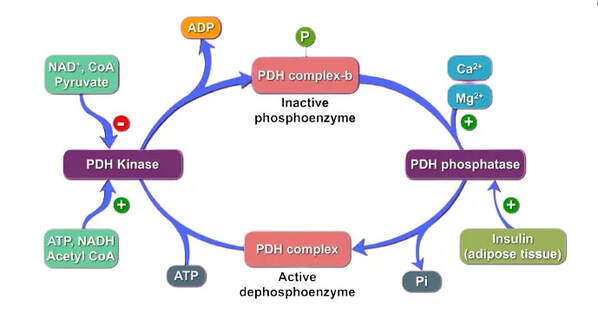 ADP
P
NAD⁺, CoA
Pyruvate
PDH complex-b
Ca²⁺
Mg²⁺
Inactive
phosphoenzyme
-
+
PDH Kinase
PDH phosphatase
+
+
ATP, NADH
Acetyl CoA
PDH complex
Insulin
(adipose tissue)
ATP
Pi
Active
dephosphoenzyme